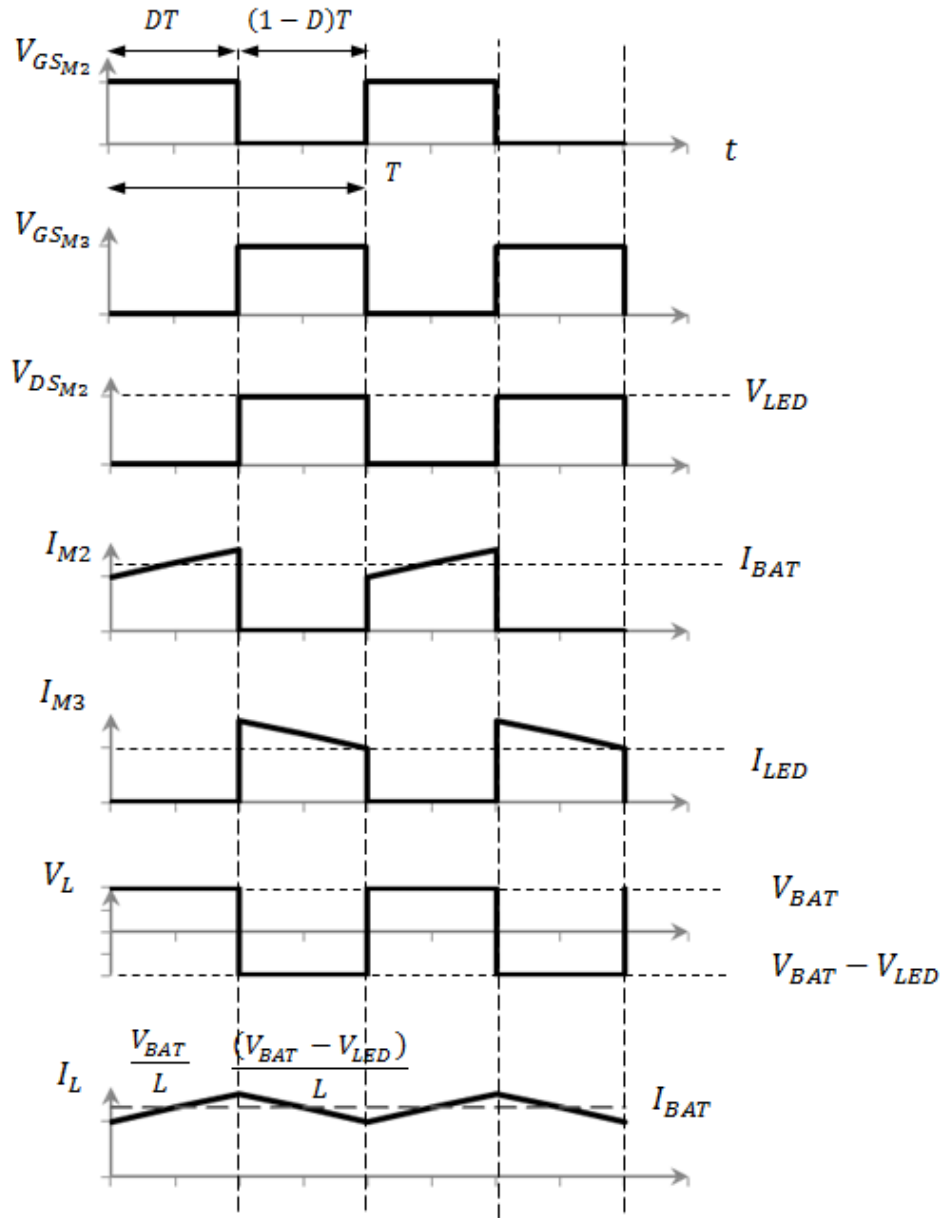 DT (1 − D)T
V_GS_M2
t
T
V_GS_M3
V_DS_M2
V_LED
I_M2
I_BAT
I_M3
I_LED
V_L
V_BAT
V_BAT − V_LED
I_L
V_BAT/L
(V_BAT − V_LED)/L
I_BAT